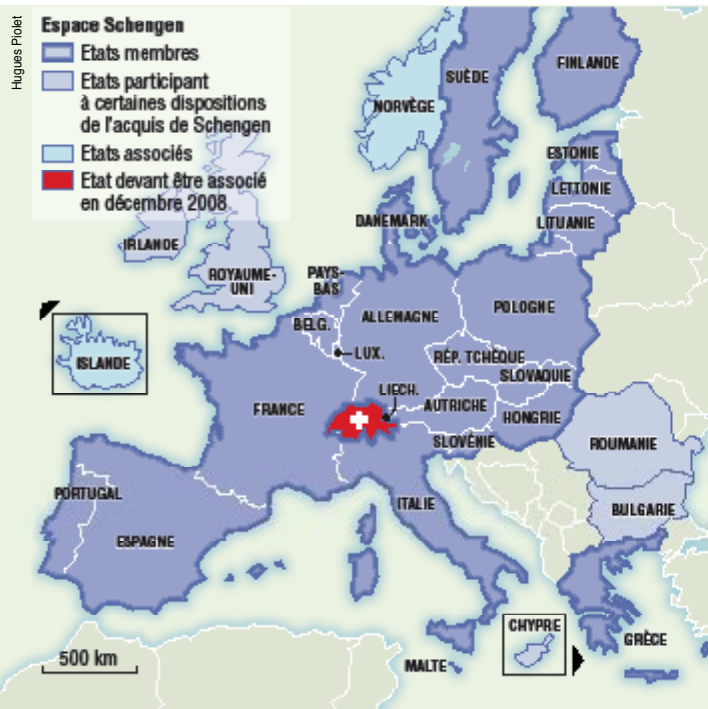 Hugues Piolet
Espace Schengen
Etats membres
Etats participant
à certaines dispositions
de l'acquis de Schengen
Etats associés
Etat devant être associé
en décembre 2008
FINLANDE
SUÈDE
NORVÈGE
ESTONIE
LETTONIE
LITUANIE
DANEMARK
IRLANDE
ROYAUME-
UNI
PAYS-
BAS
POLOGNE
ALLEMAGNE
BELG.
LUX.
RÉP. TCHÈQUE
SLOVAQUIE
ISLANDE
LIECH.
AUTRICHE
FRANCE
HONGRIE
SLOVÉNIE
ROUMANIE
PORTUGAL
ITALIE
BULGARIE
ESPAGNE
CHYPRE
GRÈCE
500 km
MALTE